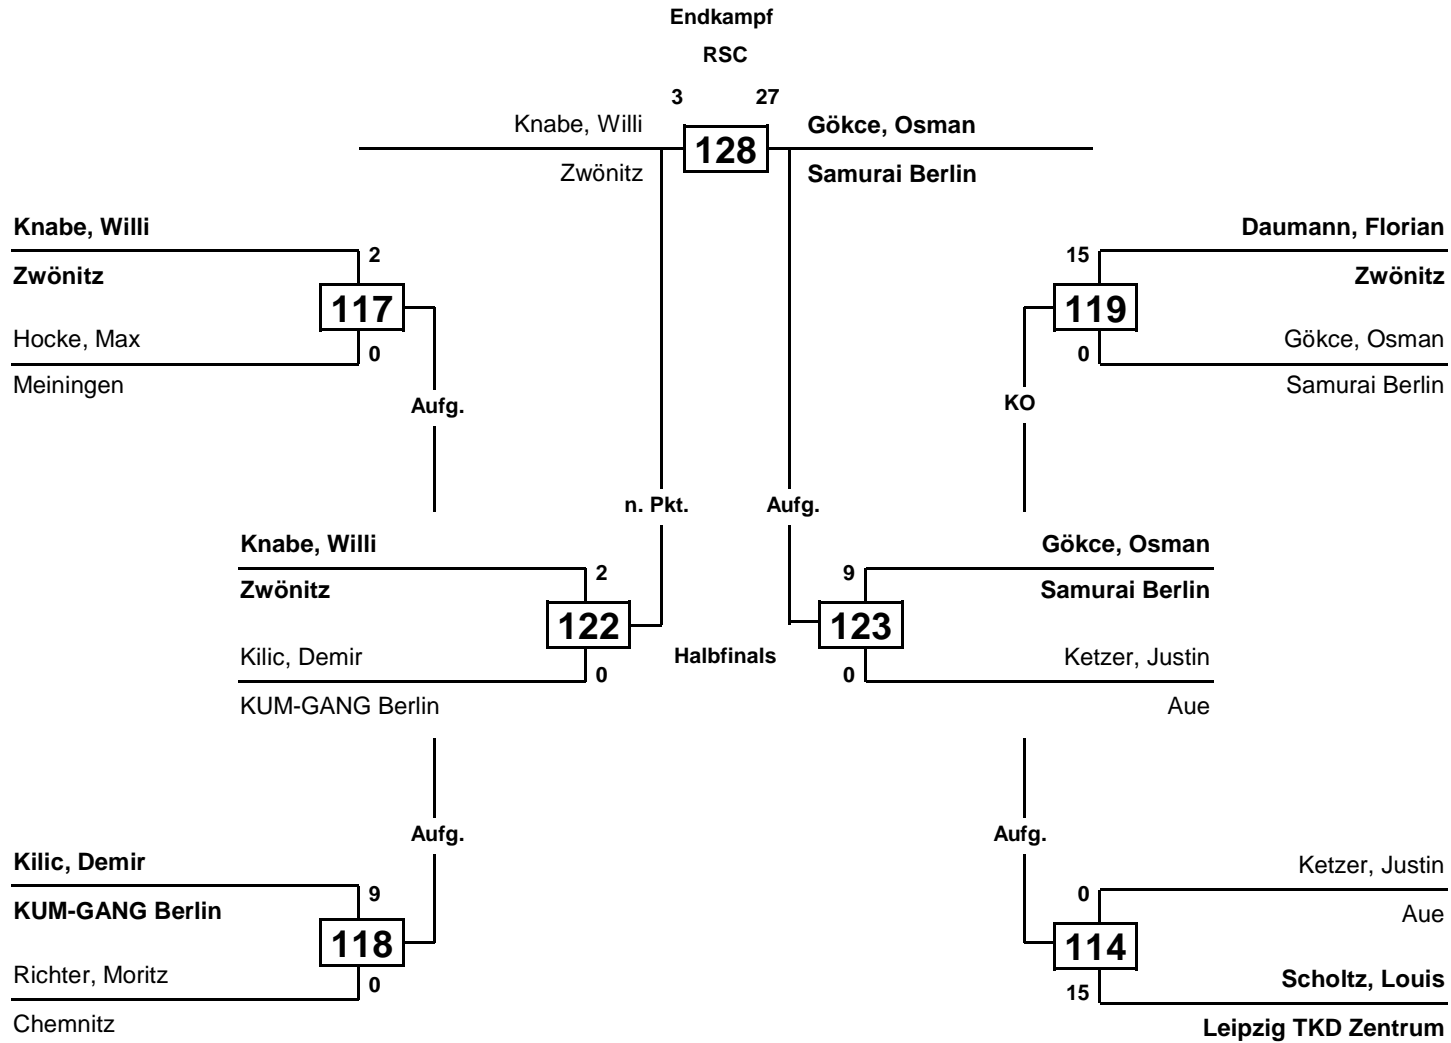 Endkampf
RSC
3 27
Knabe, Willi 128 Gökce, Osman
Zwönitz Samurai Berlin
Knabe, Willi Daumann, Florian
2 15
Zwönitz Zwönitz
117 119
Hocke, Max Gökce, Osman
0 0
Meiningen Samurai Berlin
Aufg. KO
n. Pkt. Aufg.
Knabe, Willi Gökce, Osman
2 9
Zwönitz Samurai Berlin
122 123
Kilic, Demir Halbfinals Ketzer, Justin
0 0
KUM-GANG Berlin Aue
Aufg. Aufg.
Kilic, Demir Ketzer, Justin
9 0
KUM-GANG Berlin Aue
118 114
Richter, Moritz Scholtz, Louis
0 15
Chemnitz Leipzig TKD Zentrum